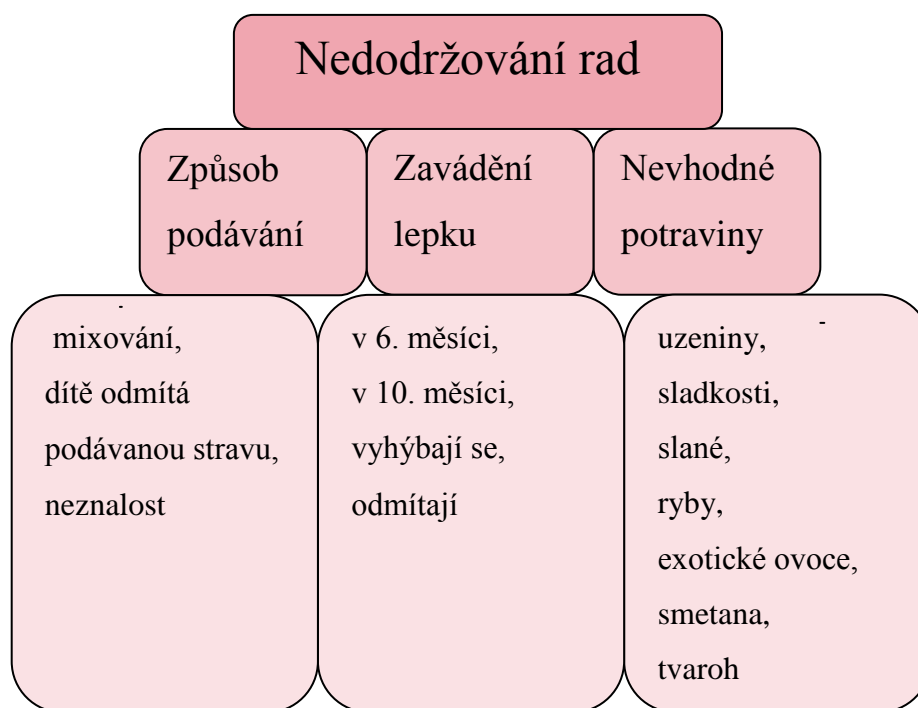 Nedodržování rad
Způsob
podávání
Zavádění
lepku
Nevhodné
potraviny
mixování,
dítě odmítá
podávanou stravu,
neznalost
v 6. měsíci,
v 10. měsíci,
vyhýbají se,
odmítají
uzeniny,
sladkosti,
slané,
ryby,
exotické ovoce,
smetana,
tvaroh